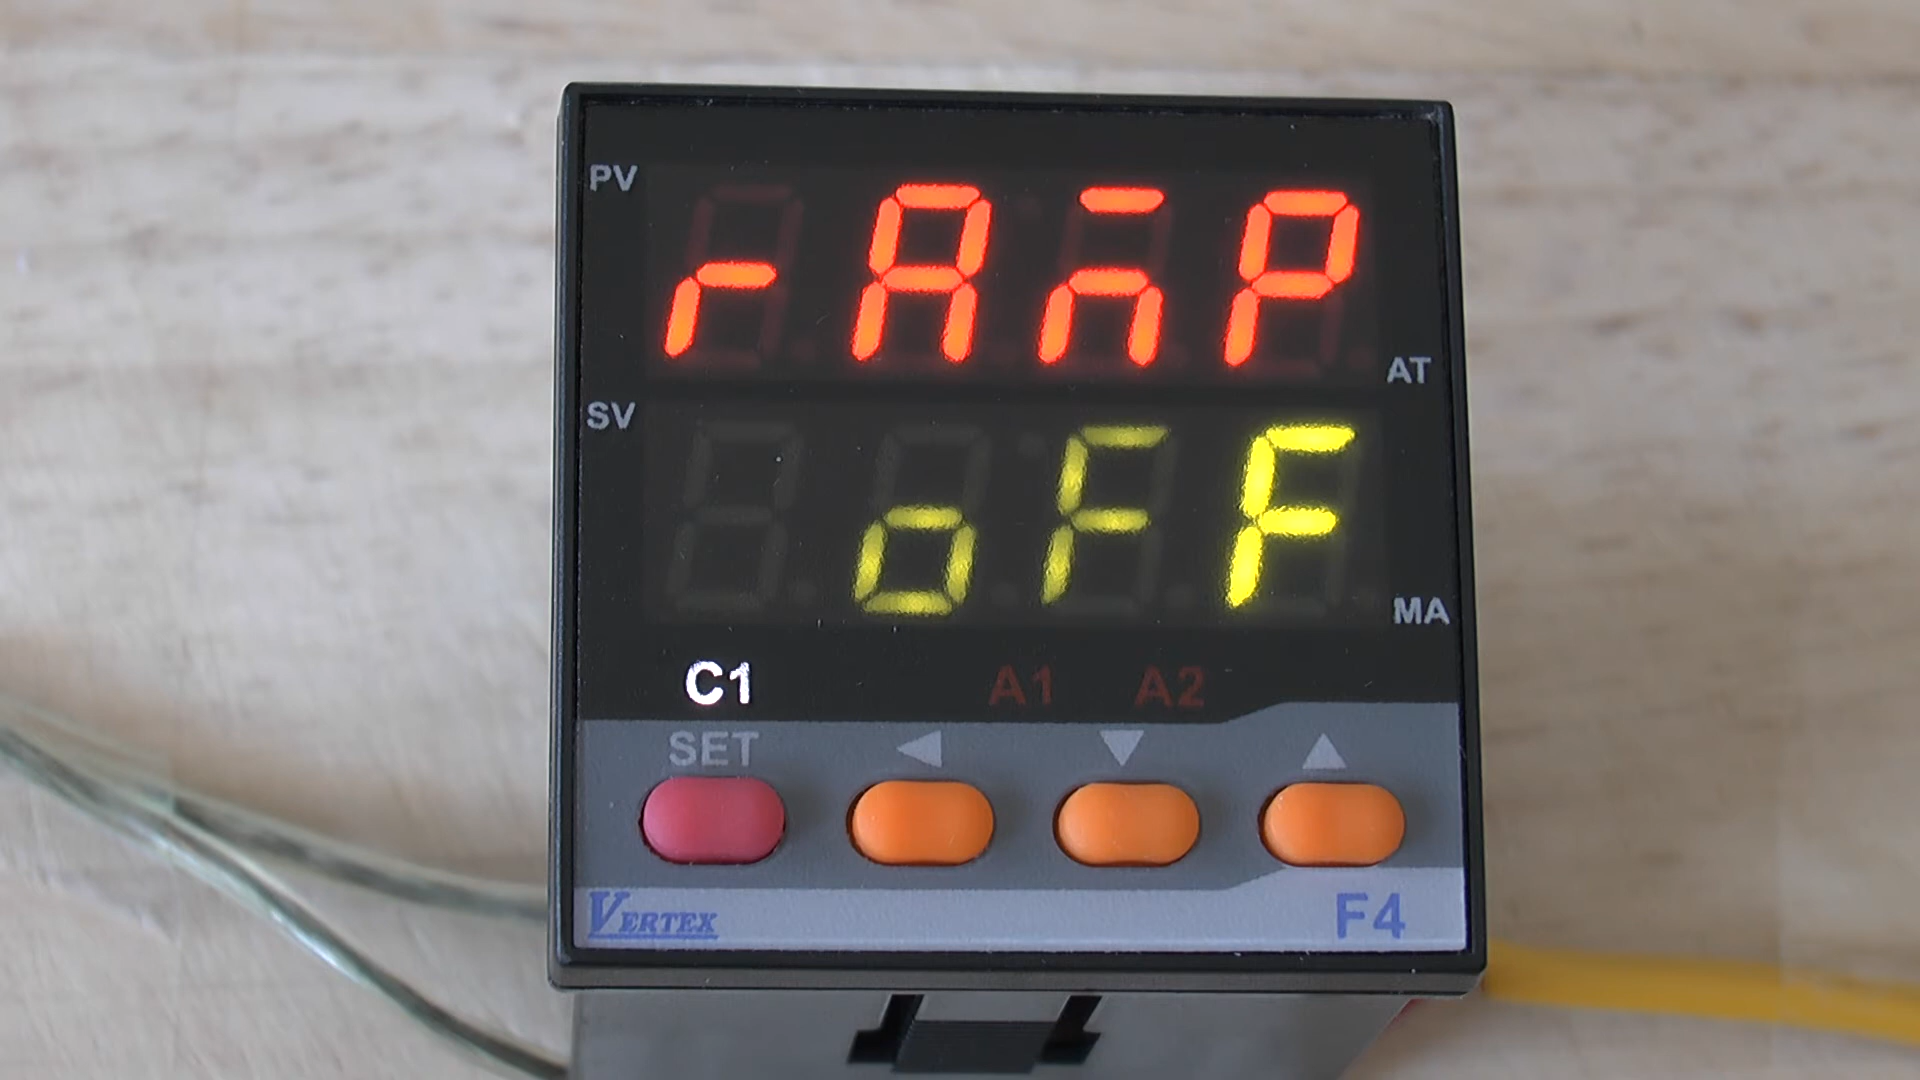 PV
rAmP
AT
SV
oFF
MA
C1 A1 A2
SET
VERTEX F4